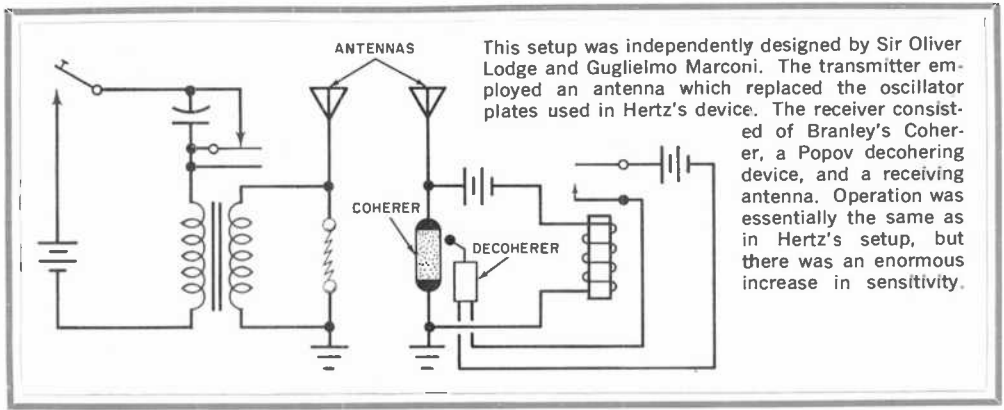 ANTENNAS
This setup was independently designed by Sir Oliver
Lodge and Guglielmo Marconi. The transmitter em-
ployed an antenna which replaced the oscillator
plates used in Hertz's device. The receiver consist-
ed of Branley's Coher-
er, a Popov decohering
device, and a receiving
antenna. Operation was
essentially the same as
in Hertz's setup, but
there was an enormous
increase in sensitivity.
COHERER
DECOHERER